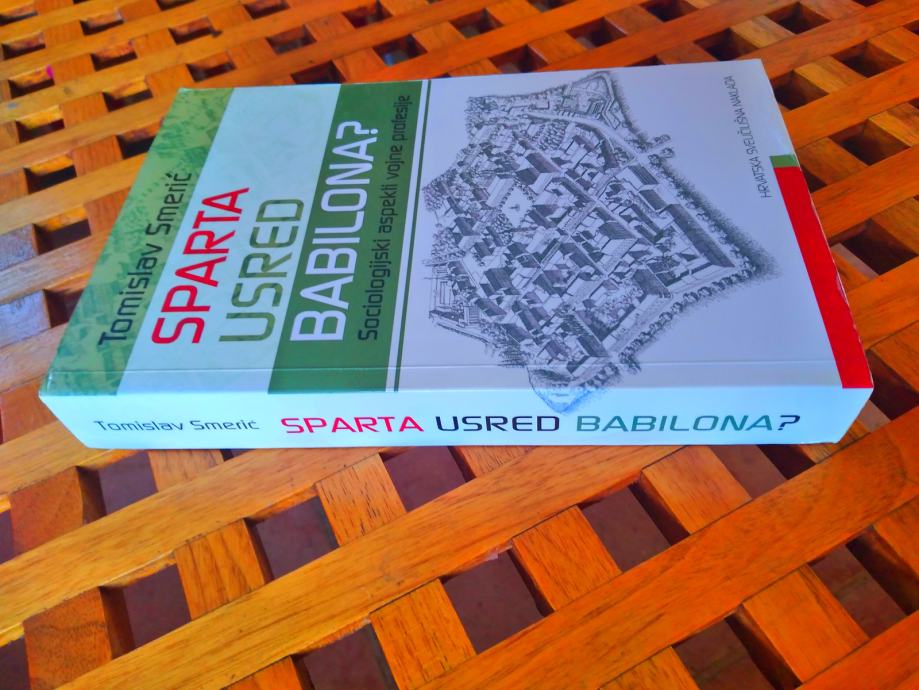 Tomislav Smerić
SPARTA
USRED
BABILONA?
Sociologijski aspekti vojne profesije
HRVATSKA SVEUČILIŠNA NAKLADA
Tomislav Smerić SPARTA USRED BABILONA?